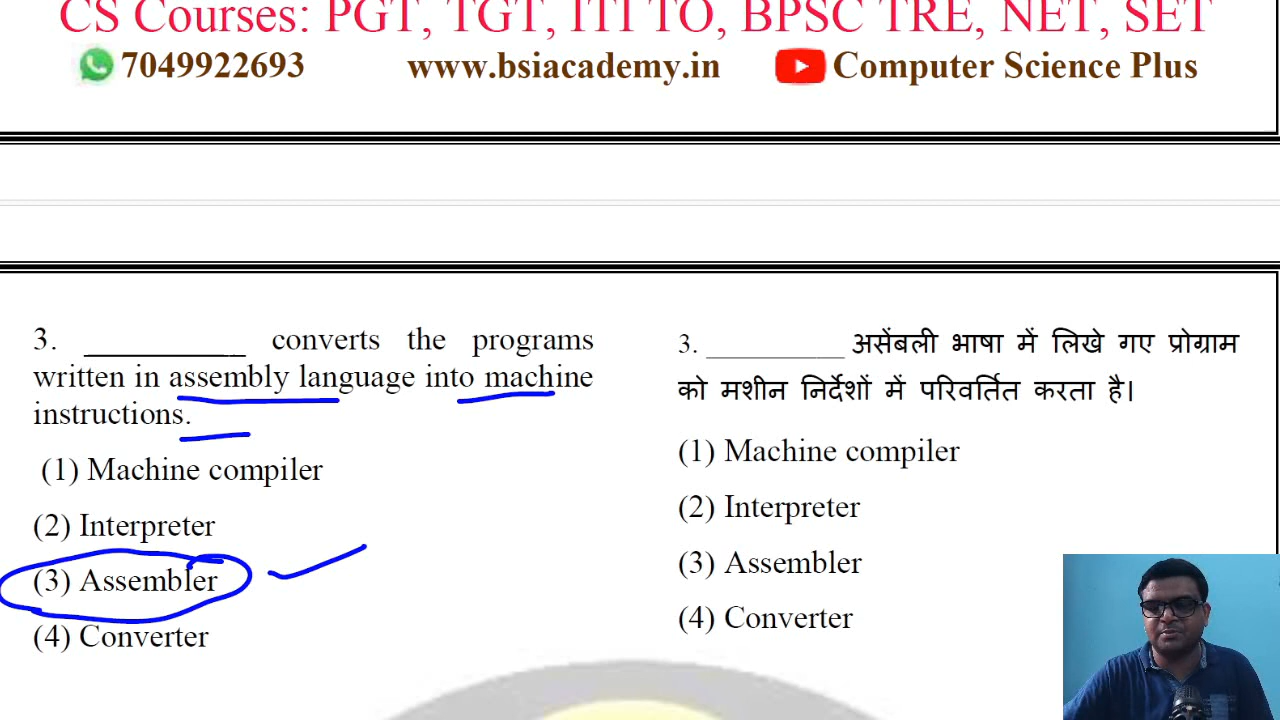 CS Courses: PGT, TGT, ITI TO, BPSC TRE, NET, SET
7049922693 www.bsiacademy.in Computer Science Plus
3. __________ converts the programs
written in assembly language into machine
instructions.
(1) Machine compiler
(2) Interpreter
(3) Assembler
(4) Converter
3. __________ असेंबली भाषा में लिखे गए प्रोग्राम
को मशीन निर्देशों में परिवर्तित करता है।
(1) Machine compiler
(2) Interpreter
(3) Assembler
(4) Converter